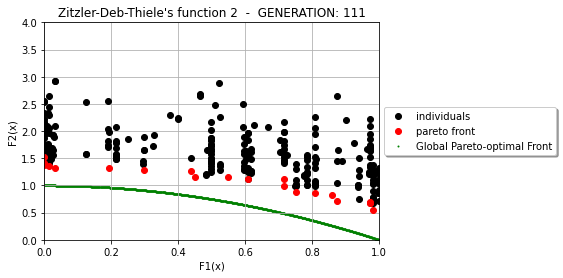 Zitzler-Deb-Thiele's function 2 - GENERATION: 111
4.0
3.5
3.0
2.5
2.0
1.5
1.0
0.5
0.0
F2(x)
0.0 0.2 0.4 0.6 0.8 1.0
F1(x)
individuals
pareto front
Global Pareto-optimal Front